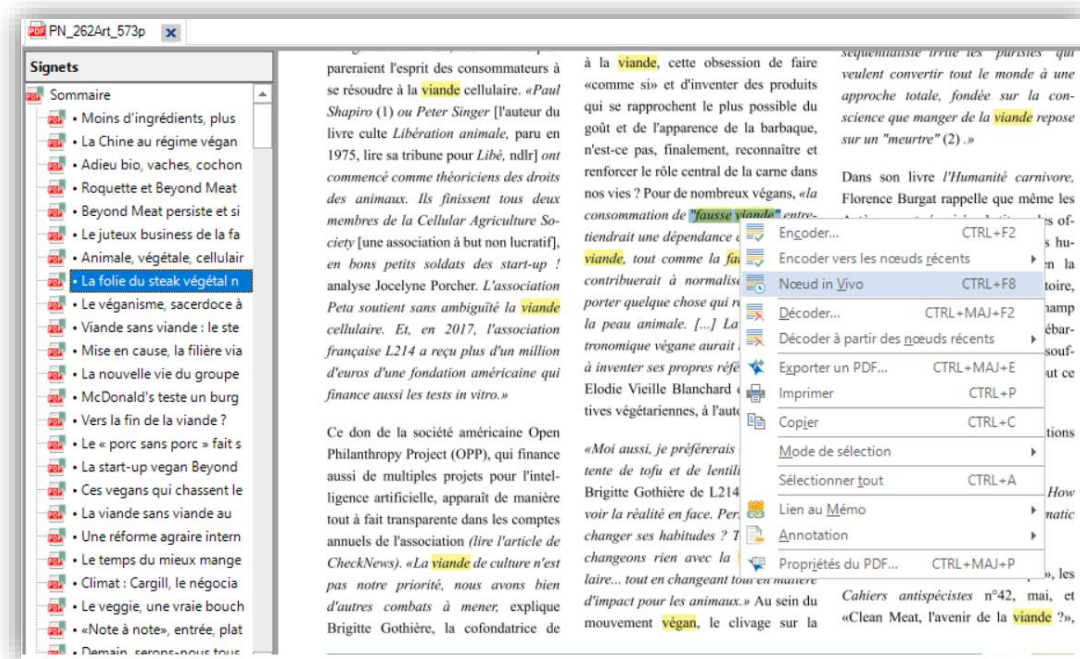 PN_262Art_573p
Signets
Sommaire
• Moins d'ingrédients, plus
• La Chine au régime végan
• Adieu bio, vaches, cochon
• Roquette et Beyond Meat
• Beyond Meat persiste et si
• Le juteux business de la fa
• Animale, végétale, cellulair
• La folie du steak végétal n
• Le véganisme, sacerdoce à
• Viande sans viande : le ste
• Mise en cause, la filière via
• La nouvelle vie du groupe
• McDonald's teste un burg
• Vers la fin de la viande ?
• Le « porc sans porc » fait s
• La start-up vegan Beyond
• Ces vegans qui chassent le
• La viande sans viande au
• Une réforme agraire intern
• Le temps du mieux mange
• Climat : Cargill, le négocia
• Le veggie, une vraie bouch
• «Note à note», entrée, plat
• Demain, serons-nous tous
pareraient l'esprit des consommateurs à
se résoudre à la viande cellulaire. «Paul
Shapiro (1) ou Peter Singer [l'auteur du
livre culte Libération animale, paru en
1975, lire sa tribune pour Libé, ndlr] ont
commencé comme théoriciens des droits
des animaux. Ils finissent tous deux
membres de la Cellular Agriculture So-
ciety [une association à but non lucratif],
en bons petits soldats des start-up !
analyse Jocelyne Porcher. L'association
Peta soutient sans ambiguïté la viande
cellulaire. Et, en 2017, l'association
française L214 a reçu plus d'un million
d'euros d'une fondation américaine qui
finance aussi les tests in vitro.»
Ce don de la société américaine Open
Philanthropy Project (OPP), qui finance
aussi de multiples projets pour l'intel-
ligence artificielle, apparaît de manière
tout à fait transparente dans les comptes
annuels de l'association (lire l'article de
CheckNews). «La viande de culture n'est
pas notre priorité, nous avons bien
d'autres combats à mener, explique
Brigitte Gothière, la cofondatrice de
à la viande, cette obsession de faire
«comme si» et d'inventer des produits
qui se rapprochent le plus possible du
goût et de l'apparence de la barbaque,
n'est-ce pas, finalement, reconnaître et
renforcer le rôle central de la carne dans
nos vies ? Pour de nombreux végans, «la
consommation de "fausse viande" entre-
tiendrait une dépendance
viande, tout comme la
contribuerait à normalise
porter quelque chose qui
la peau animale. [...] La
tronomique végane aurait
à inventer ses propres
Elodie Vieille Blanchard
tives végétariennes, à
«Moi aussi, je préférerais
tente de tofu et de
Brigitte Gothière de L214
voir la réalité en face.
changer ses habitudes ?
changeons rien avec la
laire... tout en changeant tout en matière
d'impact pour les animaux.» Au sein du
mouvement végan, le clivage sur la
séquentialiste irrite les puristes qui
veulent convertir tout le monde à une
approche totale, fondée sur la con-
science que manger de la viande repose
sur un "meurtre" (2).»
Dans son livre l'Humanité carnivore,
Florence Burgat rappelle que même les
How
», les
Cahiers antispécistes n°42, mai, et
«Clean Meat, l'avenir de la viande ?»,
Encoder... CTRL+F2
Encoder vers les nœuds récents
Nœud in Vivo CTRL+F8
Décoder... CTRL+MAJ+F2
Décoder à partir des nœuds récents
Exporter un PDF... CTRL+MAJ+E
Imprimer CTRL+P
Copier CTRL+C
Mode de sélection
Sélectionner tout CTRL+A
Lien au Mémo
Annotation
Propriétés du PDF... CTRL+MAJ+P